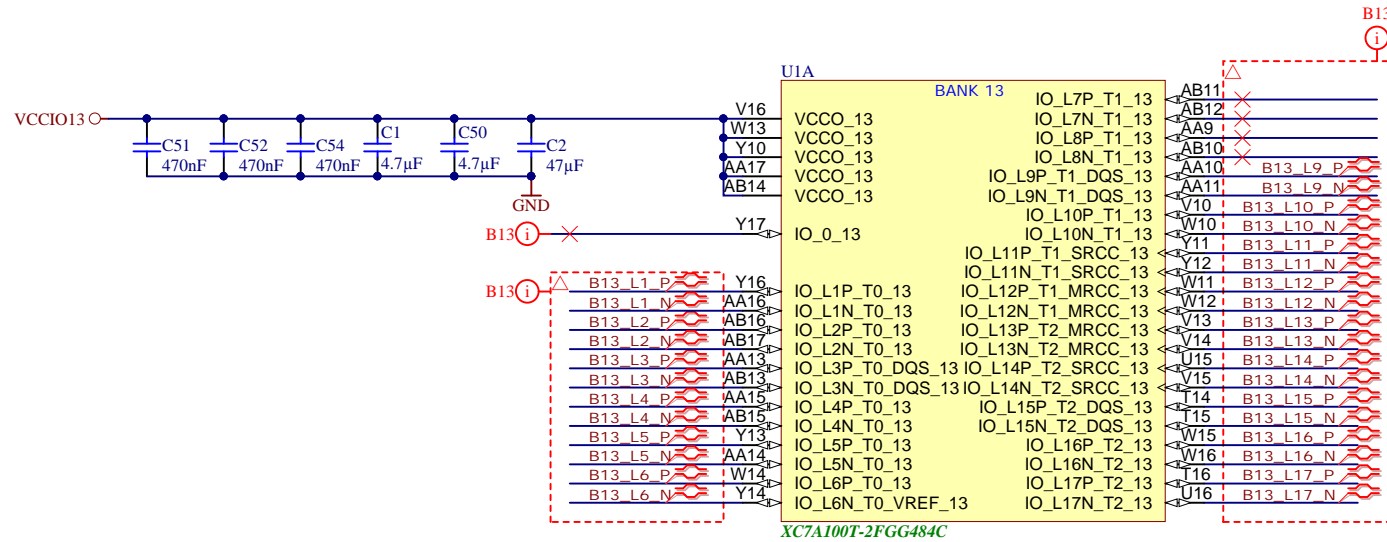 B13
i
U1A
BANK 13
VCCIO13
C51
470nF
C52
470nF
C54
470nF
C1
4.7µF
C50
4.7µF
C2
47µF
GND
V16 VCCO_13
W13 VCCO_13
Y10 VCCO_13
AA17 VCCO_13
AB14 VCCO_13
B13 i Y17 IO_0_13
B13 i
B13_L1_P Y16 IO_L1P_T0_13
B13_L1_N AA16 IO_L1N_T0_13
B13_L2_P AB16 IO_L2P_T0_13
B13_L2_N AB17 IO_L2N_T0_13
B13_L3_P AA13 IO_L3P_T0_DQS_13
B13_L3_N AB13 IO_L3N_T0_DQS_13
B13_L4_P AA15 IO_L4P_T0_13
B13_L4_N AB15 IO_L4N_T0_13
B13_L5_P Y13 IO_L5P_T0_13
B13_L5_N AA14 IO_L5N_T0_13
B13_L6_P W14 IO_L6P_T0_13
B13_L6_N Y14 IO_L6N_T0_VREF_13
IO_L7P_T1_13 AB11
IO_L7N_T1_13 AB12
IO_L8P_T1_13 AA9
IO_L8N_T1_13 AB10
IO_L9P_T1_DQS_13 AA10 B13_L9_P
IO_L9N_T1_DQS_13 AA11 B13_L9_N
IO_L10P_T1_13 V10 B13_L10_P
IO_L10N_T1_13 W10 B13_L10_N
IO_L11P_T1_SRCC_13 Y11 B13_L11_P
IO_L11N_T1_SRCC_13 Y12 B13_L11_N
IO_L12P_T1_MRCC_13 W11 B13_L12_P
IO_L12N_T1_MRCC_13 W12 B13_L12_N
IO_L13P_T2_MRCC_13 V13 B13_L13_P
IO_L13N_T2_MRCC_13 V14 B13_L13_N
IO_L14P_T2_SRCC_13 U15 B13_L14_P
IO_L14N_T2_SRCC_13 V15 B13_L14_N
IO_L15P_T2_DQS_13 T14 B13_L15_P
IO_L15N_T2_DQS_13 T15 B13_L15_N
IO_L16P_T2_13 W15 B13_L16_P
IO_L16N_T2_13 W16 B13_L16_N
IO_L17P_T2_13 T16 B13_L17_P
IO_L17N_T2_13 U16 B13_L17_N
XC7A100T-2FGG484C